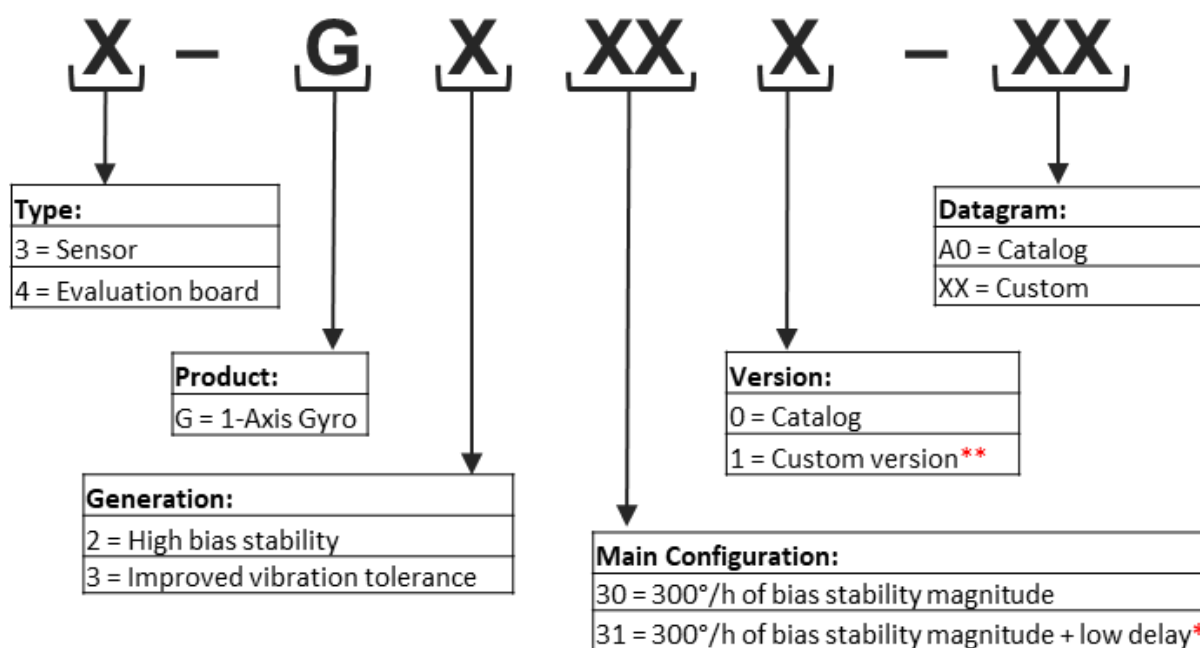 X – G X XX X – XX
Type:
3 = Sensor
4 = Evaluation board
Datagram:
A0 = Catalog
XX = Custom
Product:
G = 1-Axis Gyro
Version:
0 = Catalog
1 = Custom version**
Generation:
2 = High bias stability
3 = Improved vibration tolerance
Main Configuration:
30 = 300°/h of bias stability magnitude
31 = 300°/h of bias stability magnitude + low delay*